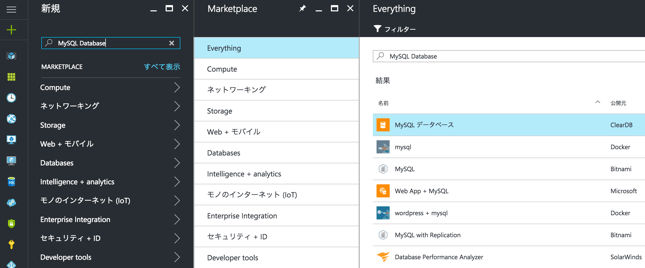 新規
MySQL Database
MARKETPLACE すべて表示
Compute
ネットワーキング
Storage
Web + モバイル
Databases
Intelligence + analytics
モノのインターネット (IoT)
Enterprise Integration
セキュリティ + ID
Developer tools
Marketplace
Everything
Compute
ネットワーキング
Storage
Web + モバイル
Databases
Intelligence + analytics
モノのインターネット (IoT)
Enterprise Integration
セキュリティ + ID
Developer tools
Everything
フィルター
MySQL Database
結果
名前 公開元
MySQL データベース ClearDB
mysql Docker
MySQL Bitnami
Web App + MySQL Microsoft
wordpress + mysql Docker
MySQL with Replication Bitnami
Database Performance Analyzer SolarWinds